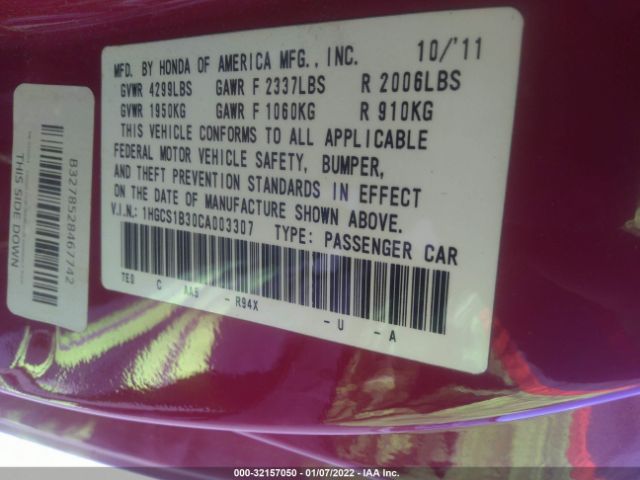 MFD. BY HONDA OF AMERICA MFG., INC. 10/'11
GVWR 4299LBS GAWR F 2337LBS R 2006LBS
GVWR 1950KG GAWR F 1060KG R 910KG
THIS VEHICLE CONFORMS TO ALL APPLICABLE
FEDERAL MOTOR VEHICLE SAFETY, BUMPER,
AND THEFT PREVENTION STANDARDS IN EFFECT
ON THE DATE OF MANUFACTURE SHOWN ABOVE.
V.I.N.: 1HGCS1B30CA003307 TYPE: PASSENGER CAR
7E0 C AA5 - R94X - U - A
B3278528467742
THIS SIDE DOWN
000-32157050 - 01/07/2022 - IAA Inc.